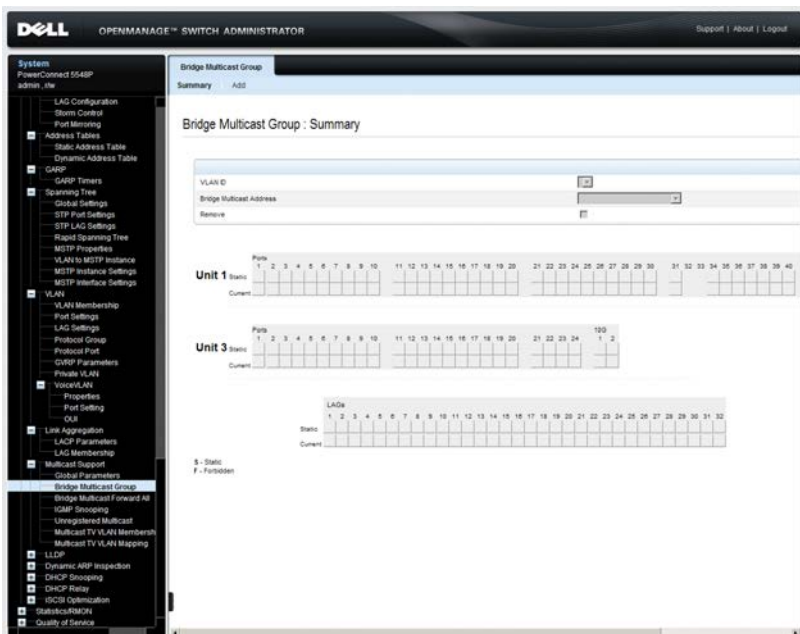 DELL OPENMANAGE™ SWITCH ADMINISTRATOR
Support | About | Logout
System
PowerConnect 5548P
LAG Configuration
Storm Control
Port Mirroring
Address Tables
Static Address Table
Dynamic Address Table
GARP
GARP Timers
Spanning Tree
Global Settings
STP Port Settings
STP LAG Settings
Rapid Spanning Tree
MSTP Properties
VLAN to MSTP Instance
MSTP Instance Settings
MSTP Interface Settings
VLAN
VLAN Membership
Port Settings
LAG Settings
Protocol Group
Protocol Port
GVRP Parameters
Private VLAN
VoiceVLAN
Properties
Port Setting
OUI
Link Aggregation
LACP Parameters
LAG Membership
Multicast Support
Global Parameters
Bridge Multicast Group
Bridge Multicast Forward All
IGMP Snooping
Unregistered Multicast
Multicast TV VLAN Membersh
Multicast TV VLAN Mapping
LLDP
Dynamic ARP Inspection
DHCP Snooping
DHCP Relay
iSCSI Optimization
Statistics/RMON
Quality of Service
Bridge Multicast Group
Summary Add
Bridge Multicast Group : Summary
VLAN ID
Bridge Multicast Address
Remove
Ports
1 2 3 4 5 6 7 8 9 10 11 12 13 14 15 16 17 18 19 20 21 22 23 24 25 26 27 28 29 30 31 32 33 34 35 36 37 38 39 40
Unit 1 Static
Current
Ports 10G
1 2 3 4 5 6 7 8 9 10 11 12 13 14 15 16 17 18 19 20 21 22 23 24 1 2
Unit 3 Static
Current
LAGs
1 2 3 4 5 6 7 8 9 10 11 12 13 14 15 16 17 18 19 20 21 22 23 24 25 26 27 28 29 30 31 32
Static
Current
S - Static
F - Forbidden